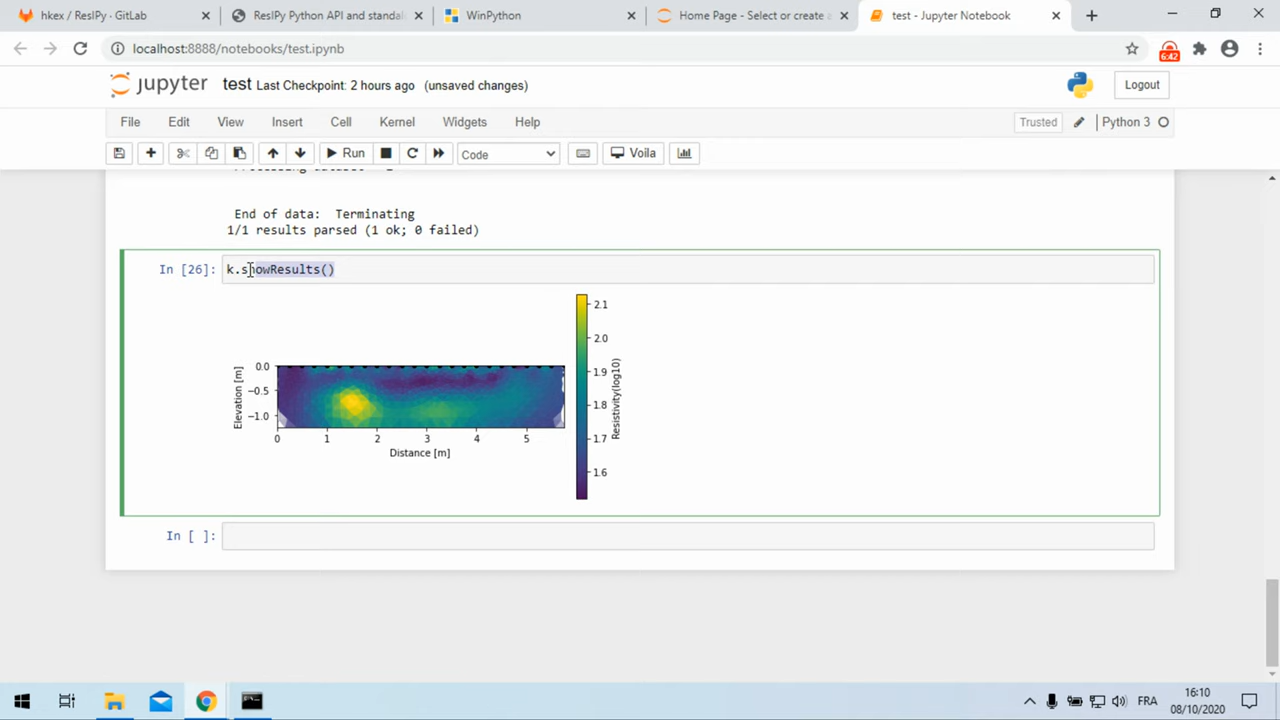 hkex / ResIPy · GitLab
ResIPy Python API and standal
WinPython
Home Page - Select or create a
test - Jupyter Notebook
localhost:8888/notebooks/test.ipynb
6:42
jupyter test Last Checkpoint: 2 hours ago (unsaved changes)
Logout
File Edit View Insert Cell Kernel Widgets Help
Trusted
Python 3
Run
Code
Voila
End of data: Terminating
1/1 results parsed (1 ok; 0 failed)
In [26]: k.showResults()
2.1
2.0
1.9
1.8
1.7
1.6
Resistivity(log10)
0.0
−0.5
−1.0
Elevation [m]
0 1 2 3 4 5
Distance [m]
In [ ]:
FRA
16:10
08/10/2020